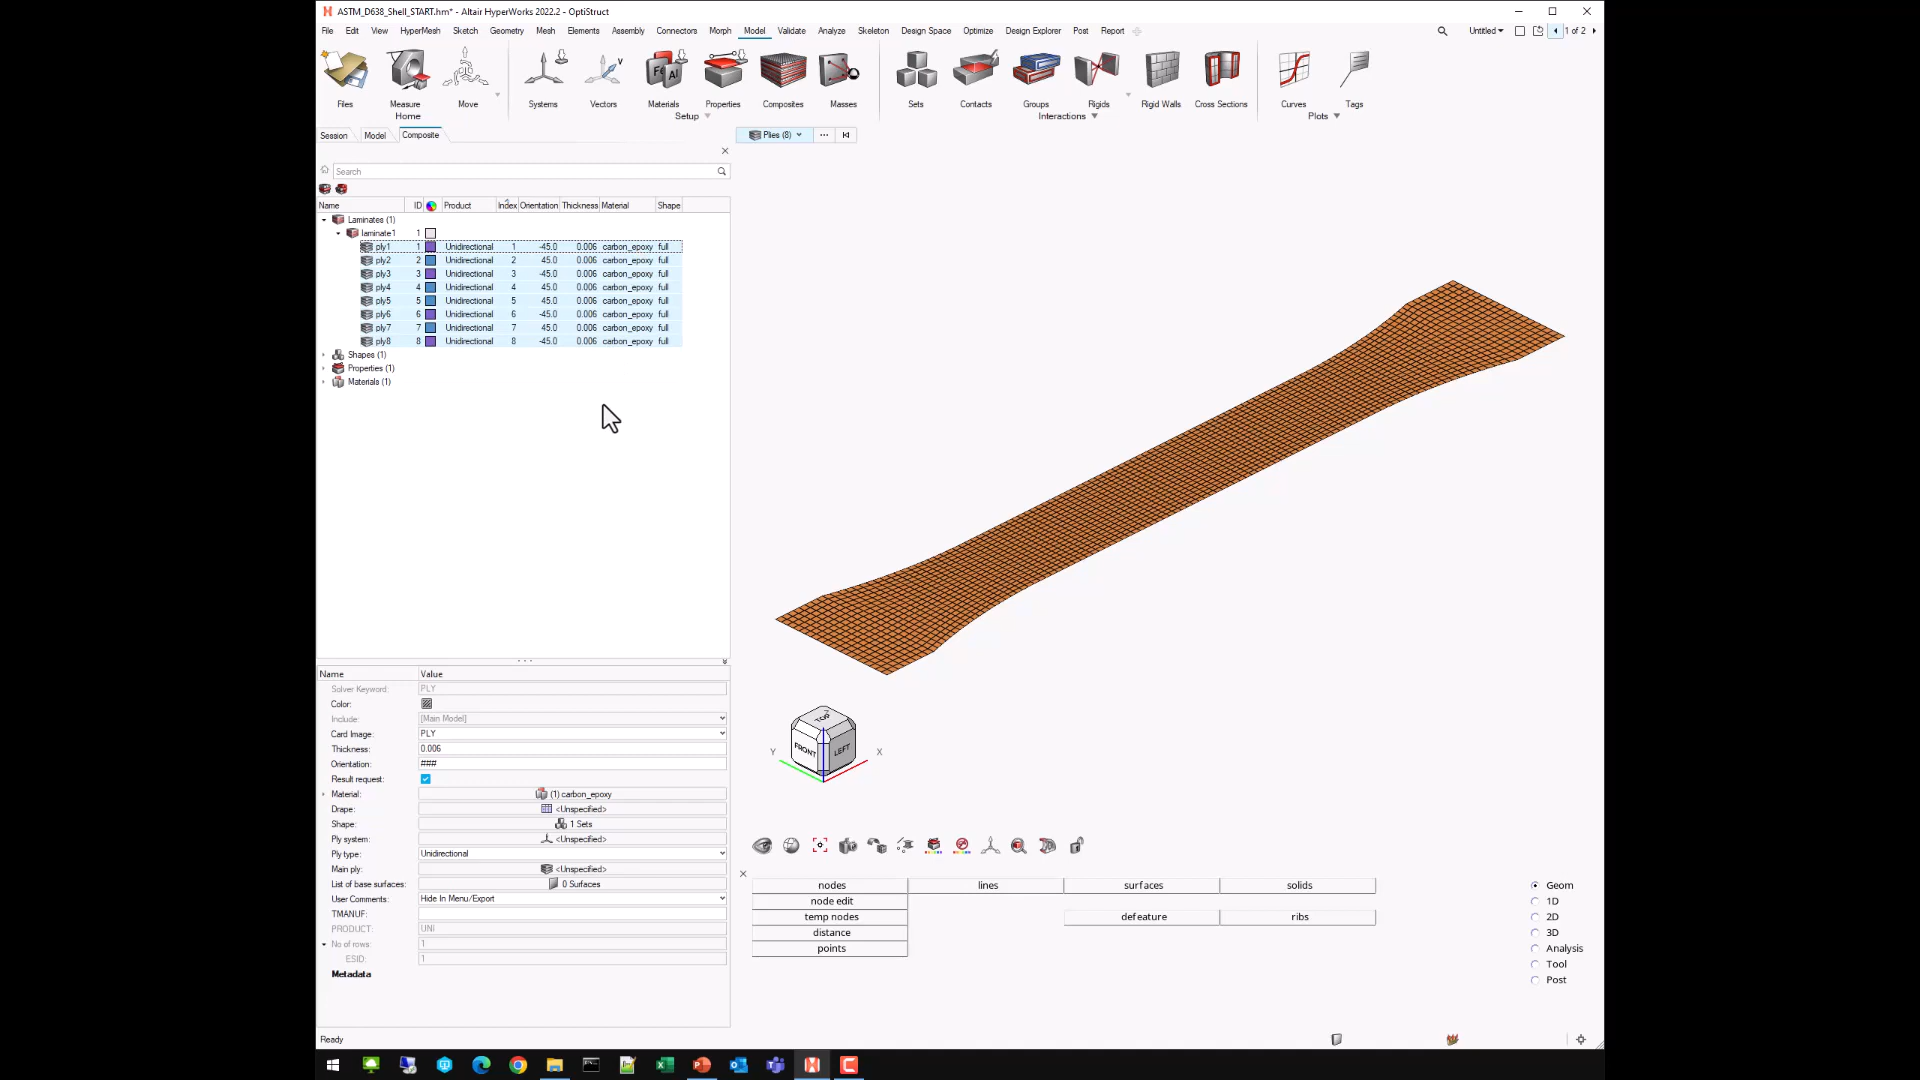 ASTM_D638_Shell_START.hm* - Altair HyperWorks 2022.2 - OptiStruct
File Edit View HyperMesh Sketch Geometry Mesh Elements Assembly Connectors Morph Model Validate Analyze Skeleton Design Space Optimize Design Explorer Post Report Untitled 1 of 2
Files Measure Move Systems Vectors Materials Properties Composites Masses Sets Contacts Groups Rigids Rigid Walls Cross Sections Curves Tags
Home Setup Interactions Plots
Session Model Composite Plies (8)
Search
Name ID Product Index Orientation Thickness Material Shape
Laminates (1)
laminate1 1
ply1 1 Unidirectional 1 -45.0 0.006 carbon_epoxy full
ply2 2 Unidirectional 2 45.0 0.006 carbon_epoxy full
ply3 3 Unidirectional 3 -45.0 0.006 carbon_epoxy full
ply4 4 Unidirectional 4 45.0 0.006 carbon_epoxy full
ply5 5 Unidirectional 5 45.0 0.006 carbon_epoxy full
ply6 6 Unidirectional 6 -45.0 0.006 carbon_epoxy full
ply7 7 Unidirectional 7 45.0 0.006 carbon_epoxy full
ply8 8 Unidirectional 8 -45.0 0.006 carbon_epoxy full
Shapes (1)
Properties (1)
Materials (1)
Name Value
Solver Keyword: PLY
Color:
Include: [Main Model]
Card Image: PLY
Thickness: 0.006
Orientation: ###
Result request:
Material: (1) carbon_epoxy
Drape: <Unspecified>
Shape: 1 Sets
Ply system: <Unspecified>
Ply type: Unidirectional
Main ply: <Unspecified>
List of base surfaces: 0 Surfaces
User Comments: Hide In Menu/Export
TMANUF:
PRODUCT: UNI
No of rows: 1
ESID: 1
Metadata
TOP
FRONT LEFT
Y X
nodes lines surfaces solids
node edit
temp nodes defeature ribs
distance
points
Geom
1D
2D
3D
Analysis
Tool
Post
Ready